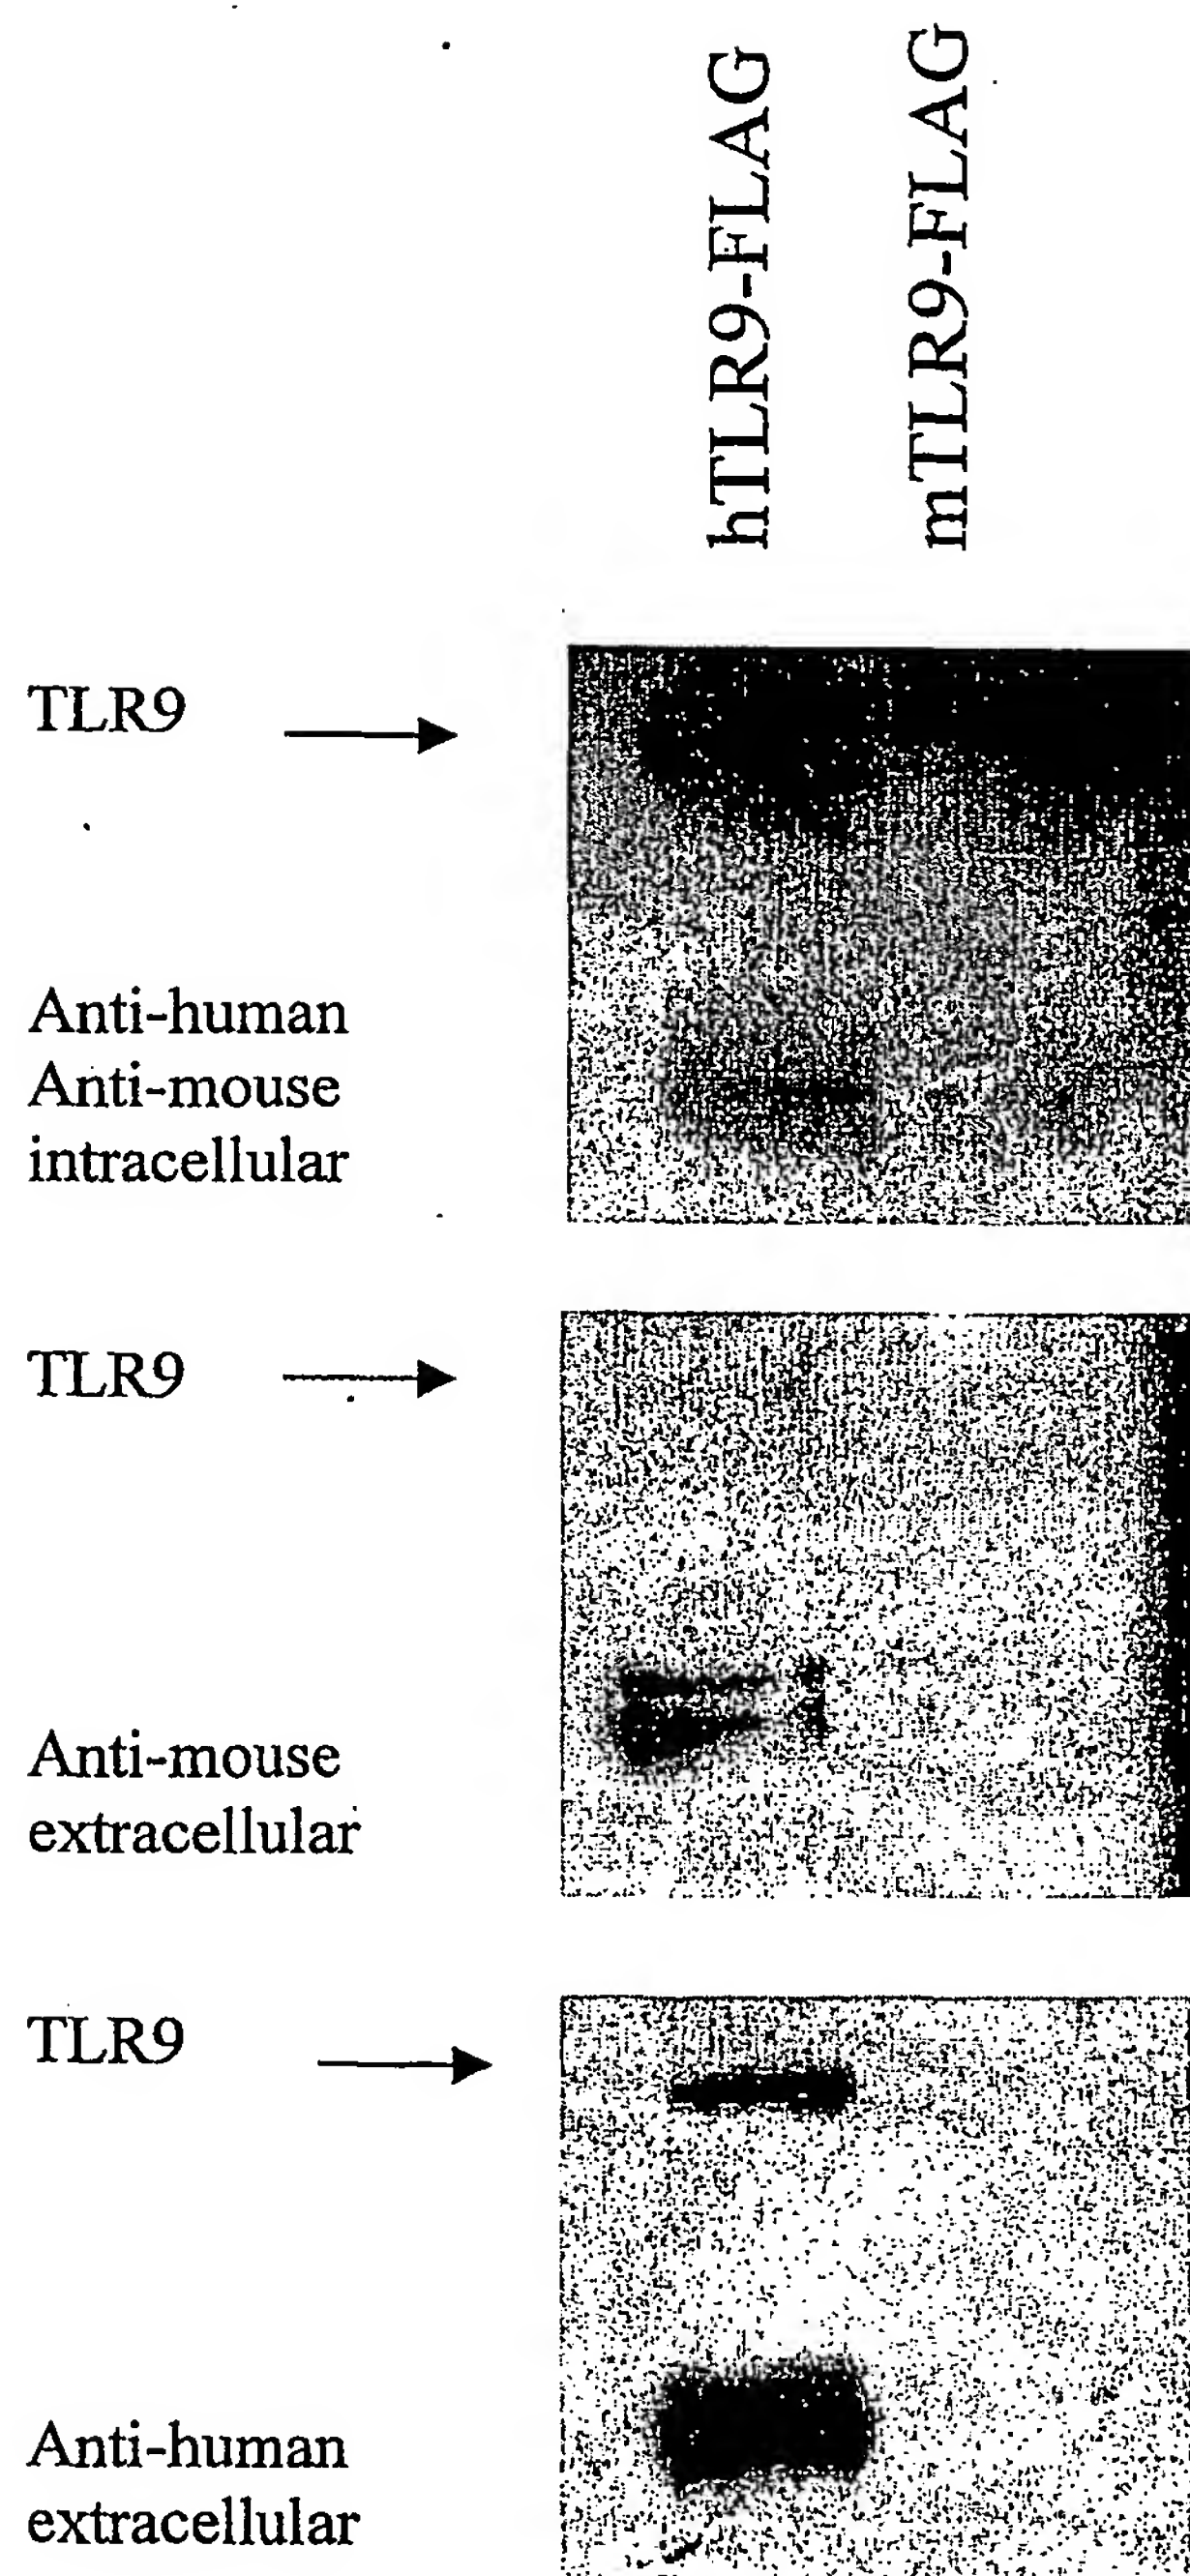 hTLR9-FLAG
mTLR9-FLAG
TLR9
Anti-human
Anti-mouse
intracellular
TLR9
Anti-mouse
extracellular
TLR9
Anti-human
extracellular